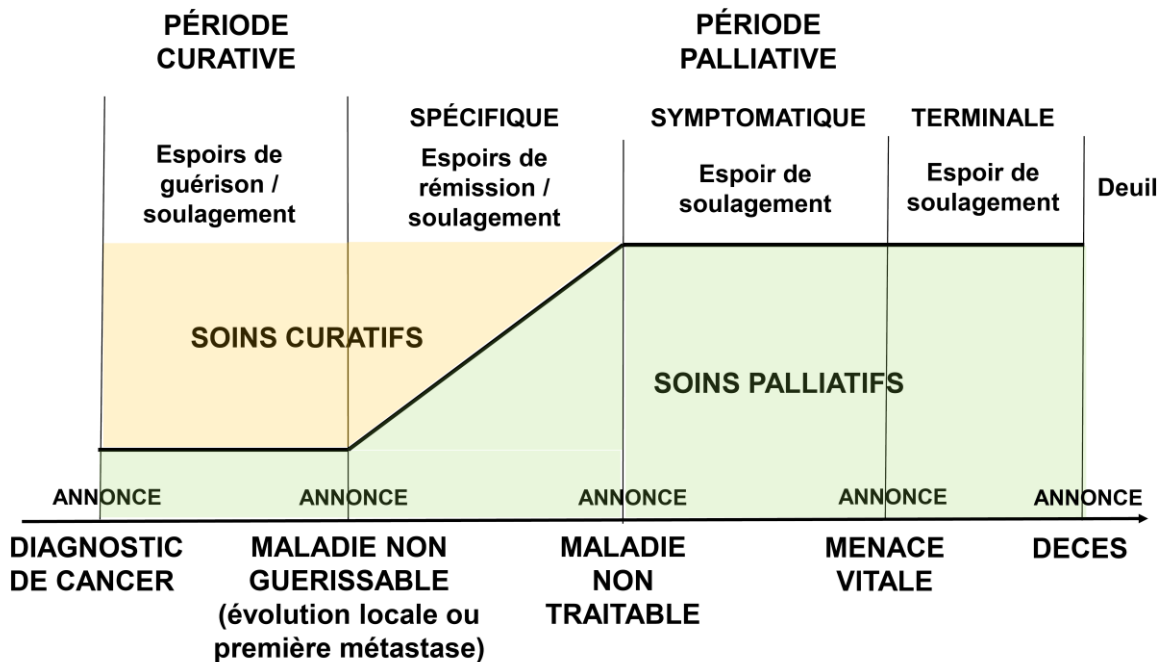 PÉRIODE
CURATIVE
PÉRIODE
PALLIATIVE
SPÉCIFIQUE
SYMPTOMATIQUE
TERMINALE
Espoirs de
guérison /
soulagement
Espoirs de
rémission /
soulagement
Espoir de
soulagement
Espoir de
soulagement
Deuil
SOINS CURATIFS
SOINS PALLIATIFS
ANNONCE
ANNONCE
ANNONCE
ANNONCE
ANNONCE
DIAGNOSTIC
DE CANCER
MALADIE NON
GUERISSABLE
(évolution locale ou
première métastase)
MALADIE
NON
TRAITABLE
MENACE
VITALE
DECES